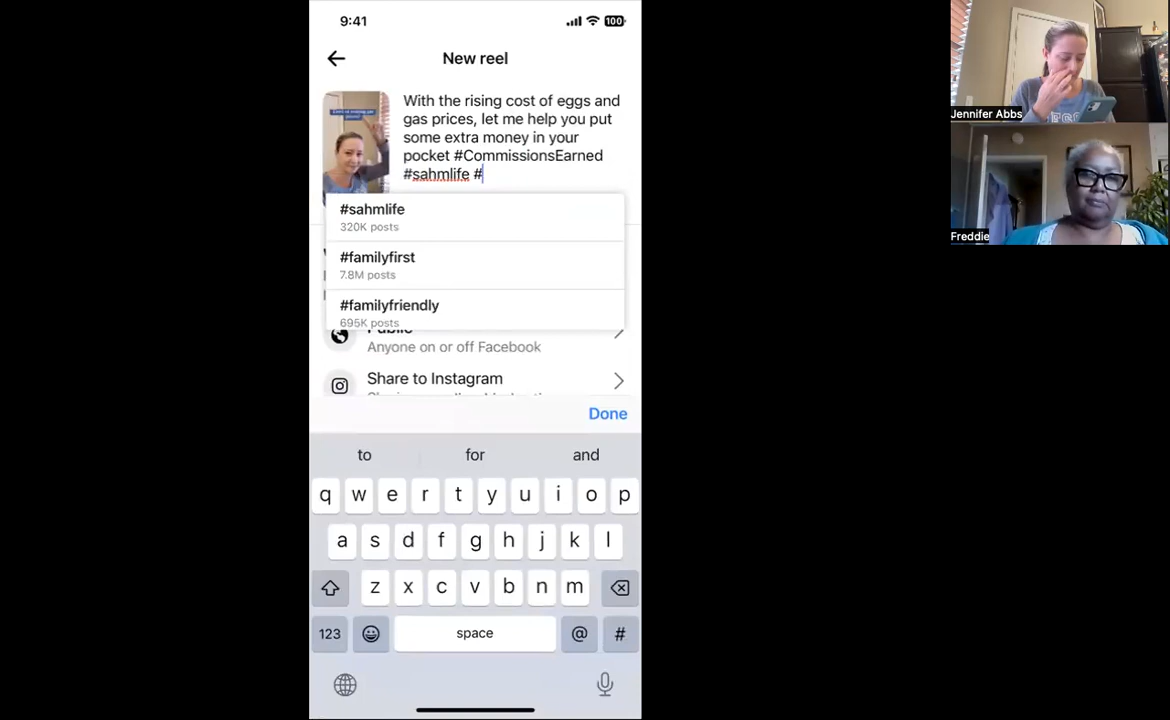 9:41
100
New reel
With the rising cost of eggs and
gas prices, let me help you put
some extra money in your
pocket #CommissionsEarned
#sahmlife #
#sahmlife
320K posts
#familyfirst
7.8M posts
#familyfriendly
695K posts
Public
Anyone on or off Facebook
Share to Instagram
Done
to for and
q w e r t y u i o p
a s d f g h j k l
z x c v b n m
123 space @ #
Jennifer Abbs
Freddie